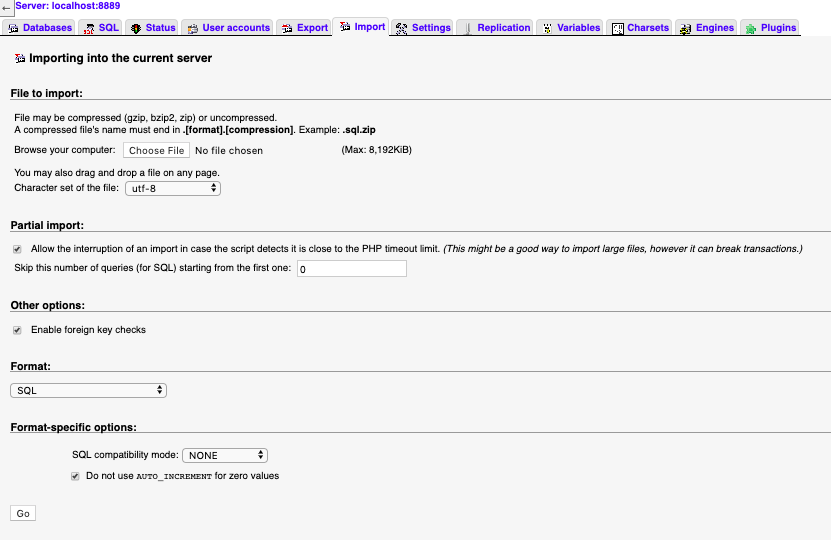 Server: localhost:8889
Databases SQL Status User accounts Export Import Settings Replication Variables Charsets Engines Plugins
Importing into the current server
File to import:
File may be compressed (gzip, bzip2, zip) or uncompressed.
A compressed file's name must end in .[format].[compression]. Example: .sql.zip
Browse your computer: Choose File No file chosen (Max: 8,192KiB)
You may also drag and drop a file on any page.
Character set of the file: utf-8
Partial import:
Allow the interruption of an import in case the script detects it is close to the PHP timeout limit. (This might be a good way to import large files, however it can break transactions.)
Skip this number of queries (for SQL) starting from the first one: 0
Other options:
Enable foreign key checks
Format:
SQL
Format-specific options:
SQL compatibility mode: NONE
Do not use AUTO_INCREMENT for zero values
Go